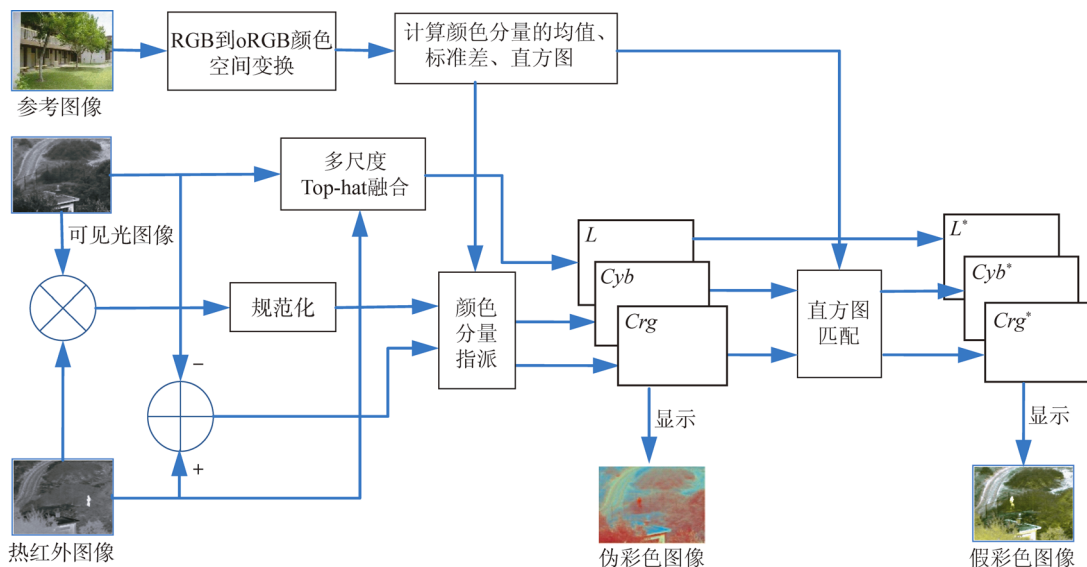 RGB到oRGB颜色
空间变换
计算颜色分量的均值、
标准差、直方图
参考图像
多尺度
Top-hat融合
可见光图像
L
Cyb
Crg
L*
Cyb*
Crg*
规范化
颜色
分量
指派
直方图
匹配
−
+
显示
显示
热红外图像
伪彩色图像
假彩色图像